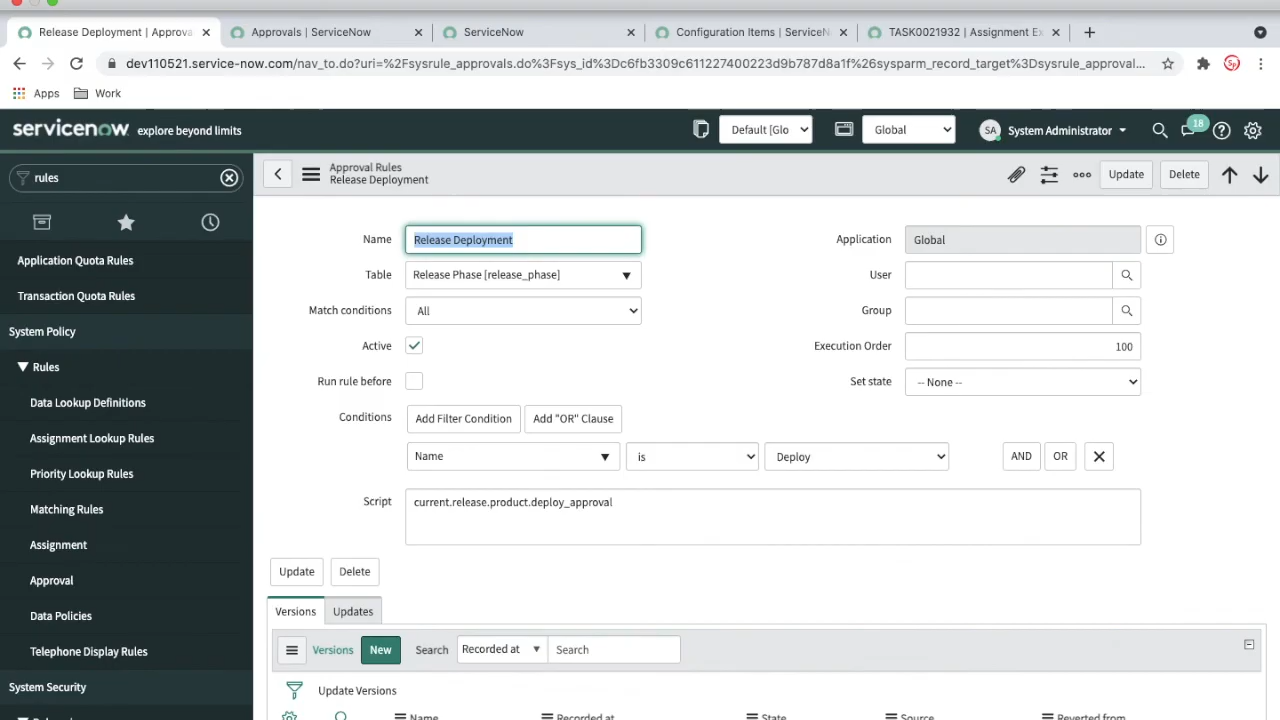 Release Deployment | Approva
Approvals | ServiceNow
ServiceNow
Configuration Items | ServiceN
TASK0021932 | Assignment Ex
dev110521.service-now.com/nav_to.do?uri=%2Fsysrule_approvals.do%3Fsys_id%3Dc6fb3309c611227400223d9b787d8a1f%26sysparm_record_target%3Dsysrule_approval...
Apps
Work
servicenow explore beyond limits
Default [Glo
Global
SA
System Administrator
18
rules
Approval Rules
Release Deployment
Update
Delete
Application Quota Rules
Transaction Quota Rules
System Policy
Rules
Data Lookup Definitions
Assignment Lookup Rules
Priority Lookup Rules
Matching Rules
Assignment
Approval
Data Policies
Telephone Display Rules
System Security
Name
Release Deployment
Application
Global
Table
Release Phase [release_phase]
User
Match conditions
All
Group
Active
Execution Order
100
Run rule before
Set state
-- None --
Conditions
Add Filter Condition
Add "OR" Clause
Name
is
Deploy
AND
OR
Script
current.release.product.deploy_approval
Update
Delete
Versions
Updates
Versions
New
Search
Recorded at
Search
Update Versions
Name
Recorded at
State
Source
Reverted from